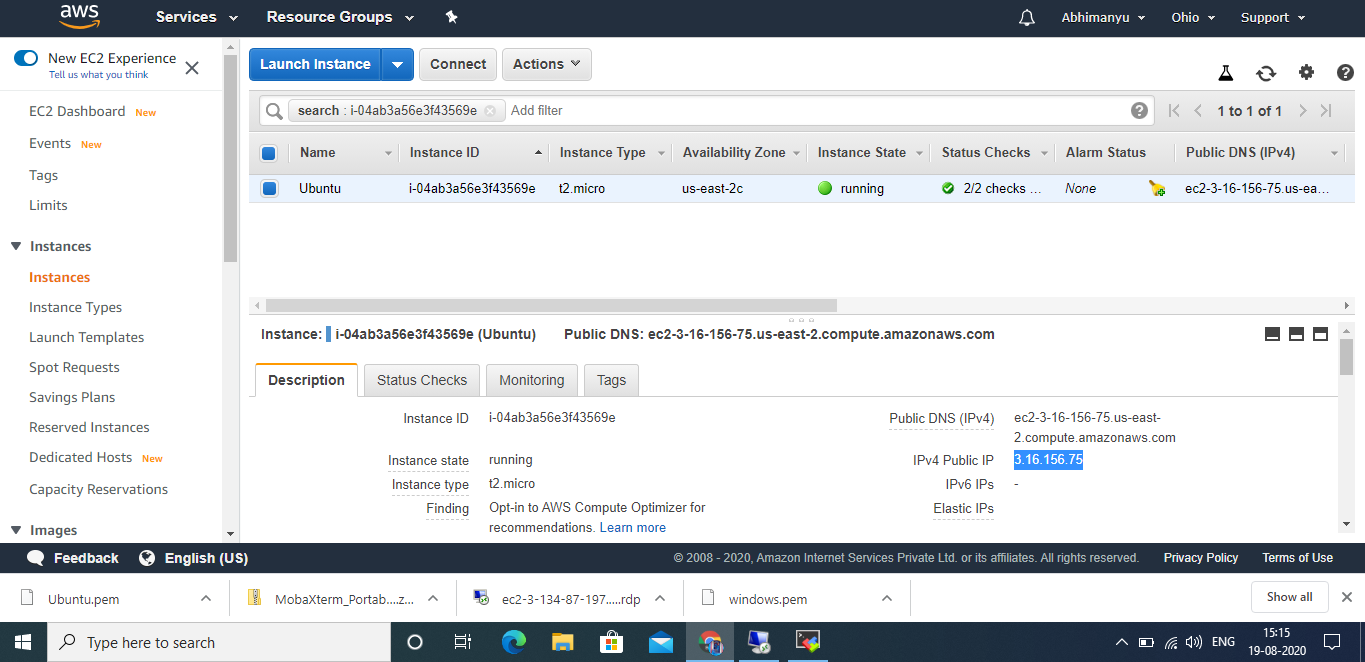 aws Services Resource Groups Abhimanyu Ohio Support
New EC2 Experience
Tell us what you think
EC2 Dashboard New
Events New
Tags
Limits
Instances
Instances
Instance Types
Launch Templates
Spot Requests
Savings Plans
Reserved Instances
Dedicated Hosts New
Capacity Reservations
Images
Launch Instance Connect Actions
search : i-04ab3a56e3f43569e Add filter 1 to 1 of 1
Name Instance ID Instance Type Availability Zone Instance State Status Checks Alarm Status Public DNS (IPv4)
Ubuntu i-04ab3a56e3f43569e t2.micro us-east-2c running 2/2 checks ... None ec2-3-16-156-75.us-ea...
Instance: i-04ab3a56e3f43569e (Ubuntu) Public DNS: ec2-3-16-156-75.us-east-2.compute.amazonaws.com
Description Status Checks Monitoring Tags
Instance ID i-04ab3a56e3f43569e Public DNS (IPv4) ec2-3-16-156-75.us-east-
2.compute.amazonaws.com
Instance state running IPv4 Public IP 3.16.156.75
Instance type t2.micro IPv6 IPs -
Finding Opt-in to AWS Compute Optimizer for Elastic IPs
recommendations. Learn more
Feedback English (US) © 2008 - 2020, Amazon Internet Services Private Ltd. or its affiliates. All rights reserved. Privacy Policy Terms of Use
Ubuntu.pem MobaXterm_Portab....z... ec2-3-134-87-197.....rdp windows.pem Show all
Type here to search ENG 15:15
19-08-2020